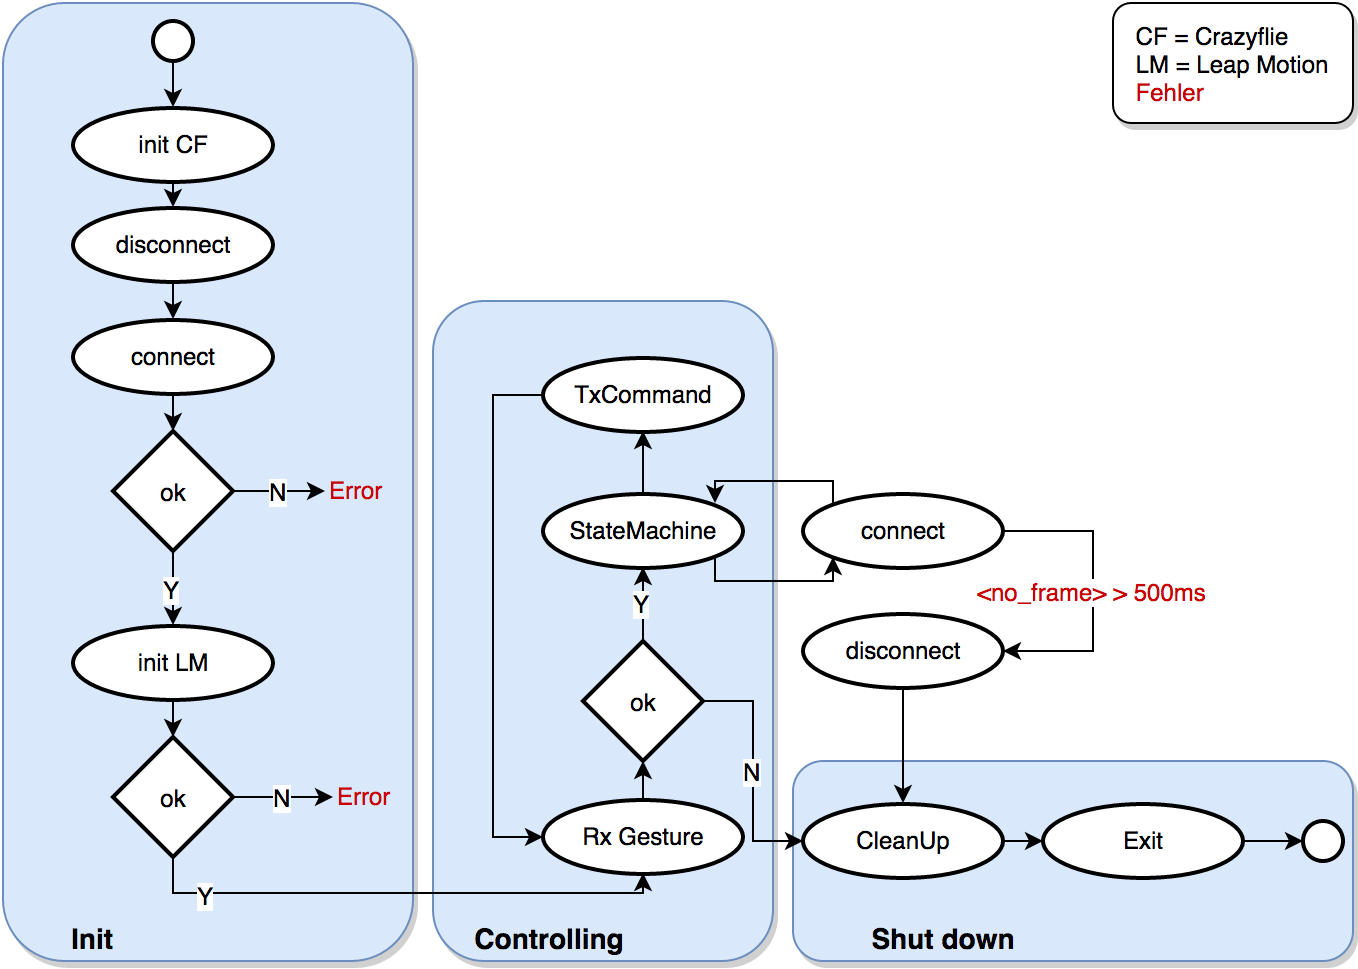 CF = Crazyflie
LM = Leap Motion
Fehler
init CF
disconnect
connect
ok
N
Error
Y
init LM
ok
N
Error
Y
Init
TxCommand
StateMachine
Y
ok
N
Rx Gesture
Controlling
connect
<no_frame> > 500ms
disconnect
CleanUp
Exit
Shut down